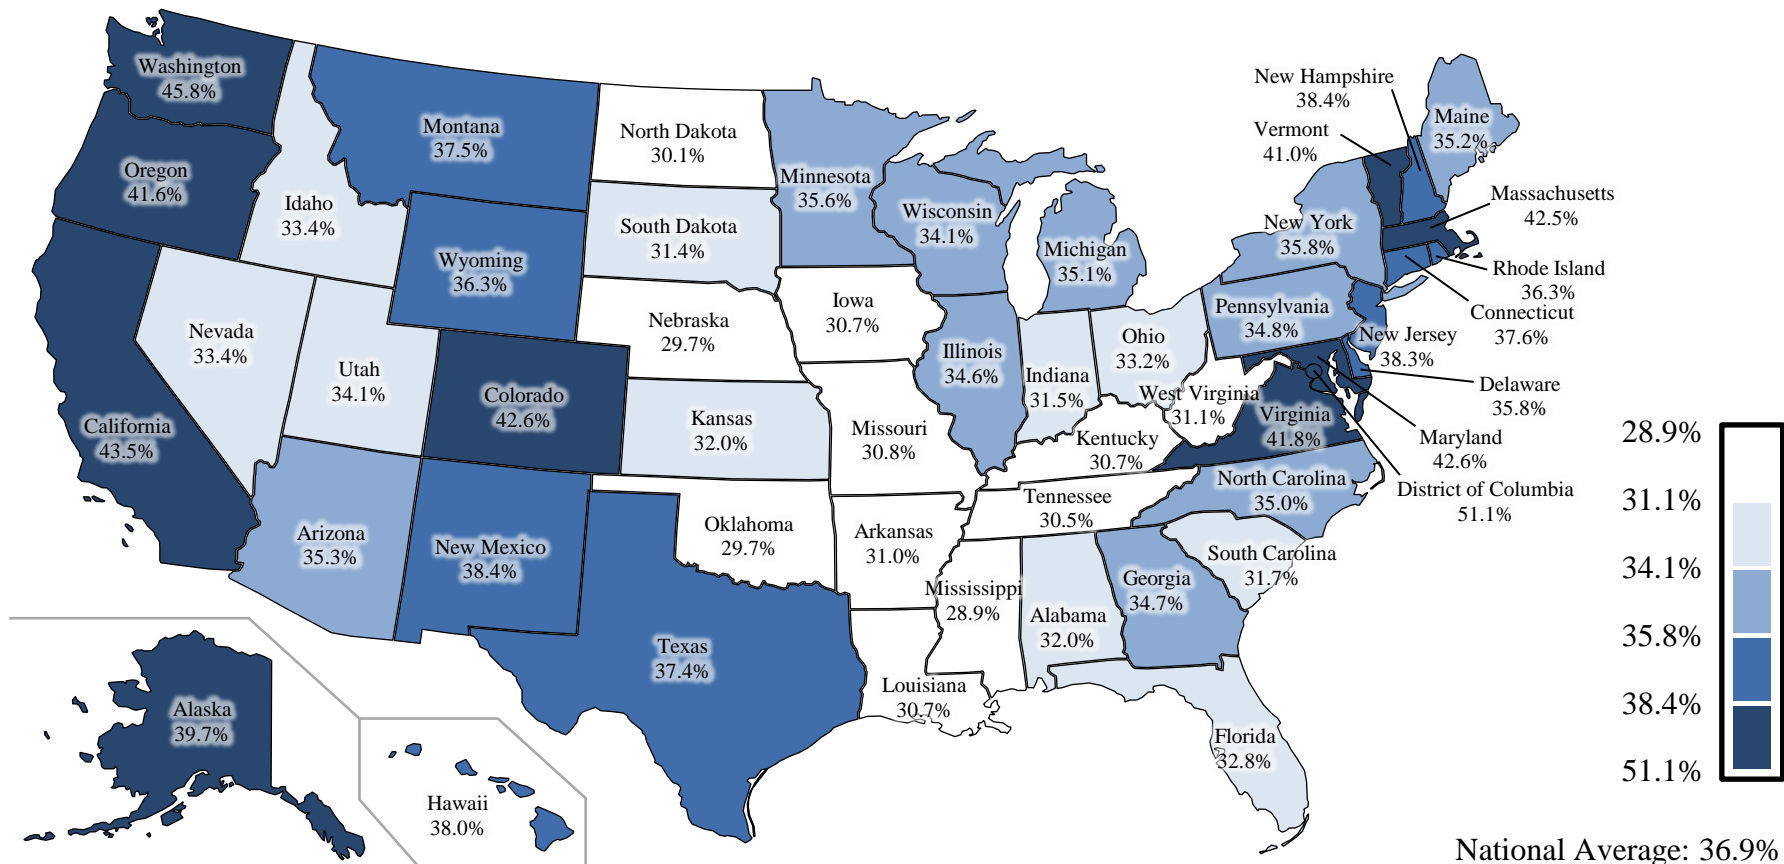 Washington
45.8%
Oregon
41.6%
California
43.5%
Idaho
33.4%
Nevada
33.4%
Utah
34.1%
Arizona
35.3%
Montana
37.5%
Wyoming
36.3%
Colorado
42.6%
New Mexico
38.4%
North Dakota
30.1%
South Dakota
31.4%
Nebraska
29.7%
Kansas
32.0%
Oklahoma
29.7%
Texas
37.4%
Minnesota
35.6%
Iowa
30.7%
Missouri
30.8%
Arkansas
31.0%
Louisiana
30.7%
Wisconsin
34.1%
Illinois
34.6%
Michigan
35.1%
Indiana
31.5%
Ohio
33.2%
Kentucky
30.7%
Tennessee
30.5%
Mississippi
28.9%
Alabama
32.0%
Georgia
34.7%
Florida
32.8%
South Carolina
31.7%
North Carolina
35.0%
Virginia
41.8%
West Virginia
31.1%
Pennsylvania
34.8%
New York
35.8%
Vermont
41.0%
New Hampshire
38.4%
Maine
35.2%
Massachusetts
42.5%
Rhode Island
36.3%
Connecticut
37.6%
New Jersey
38.3%
Delaware
35.8%
Maryland
42.6%
District of Columbia
51.1%
Alaska
39.7%
Hawaii
38.0%
28.9%
31.1%
34.1%
35.8%
38.4%
51.1%
National Average: 36.9%